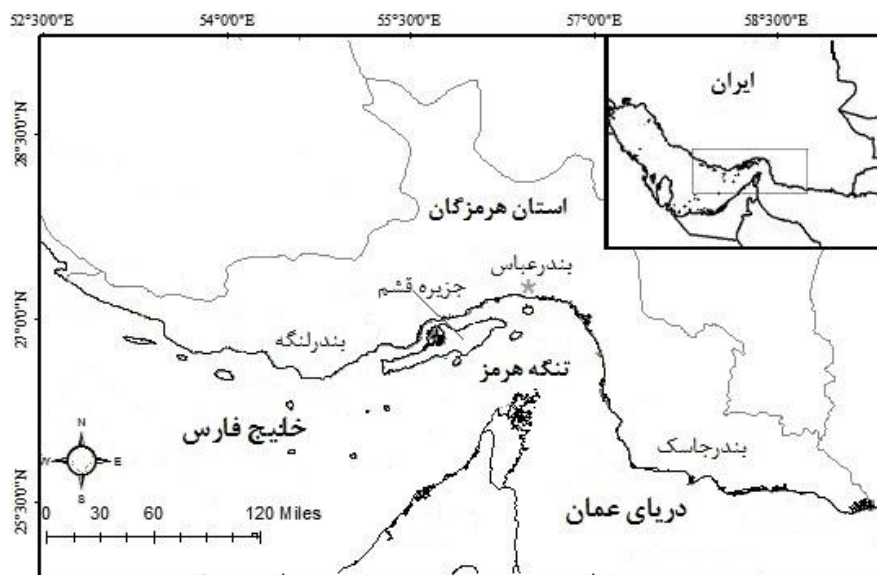 52°30'0"E 54°0'0"E 55°30'0"E 57°0'0"E 58°30'0"E
28°30'0"N
27°0'0"N
25°30'0"N
ایران
استان هرمزگان
بندرعباس
جزیره قشم
بندرلنگه
تنگه هرمز
خلیج فارس
بندرجاسک
دریای عمان
N
W E
S
0 30 60 120 Miles